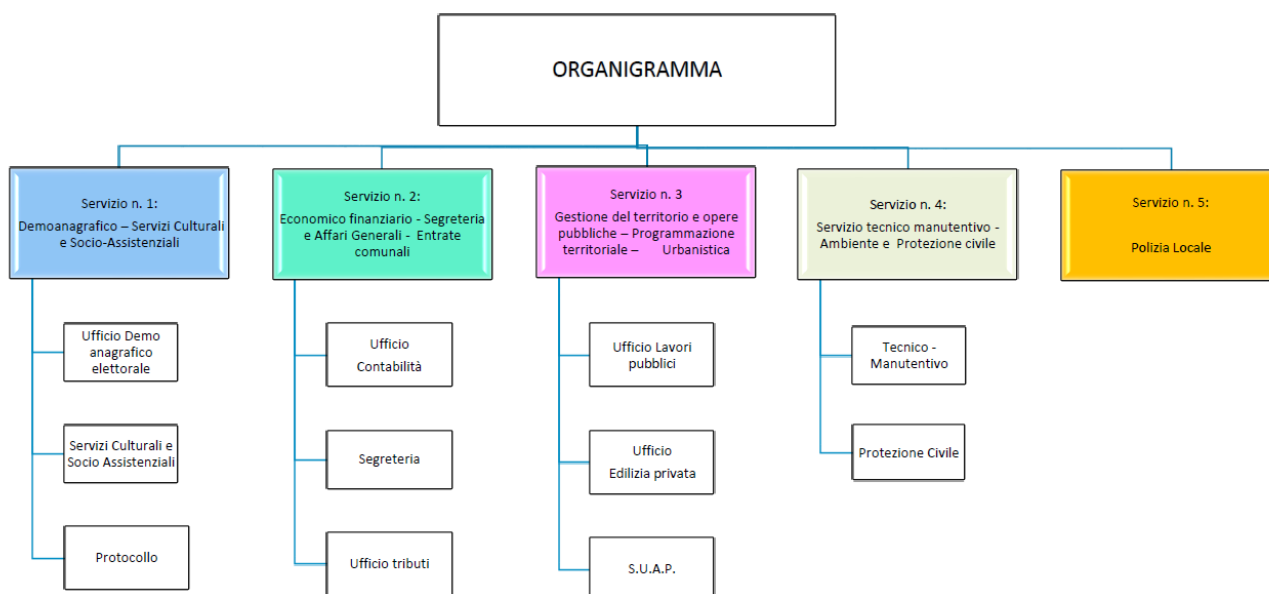 ORGANIGRAMMA
Servizio n. 1:
Demoanagrafico – Servizi Culturali
e Socio-Assistenziali
Servizio n. 2:
Economico finanziario - Segreteria
e Affari Generali - Entrate
comunali
Servizio n. 3
Gestione del territorio e opere
pubbliche – Programmazione
territoriale – Urbanistica
Servizio n. 4:
Servizio tecnico manutentivo -
Ambiente e Protezione civile
Servizio n. 5:
Polizia Locale
Ufficio Demo
anagrafico
elettorale
Servizi Culturali e
Socio Assistenziali
Protocollo
Ufficio
Contabilità
Segreteria
Ufficio tributi
Ufficio Lavori
pubblici
Ufficio
Edilizia privata
S.U.A.P.
Tecnico -
Manutentivo
Protezione Civile